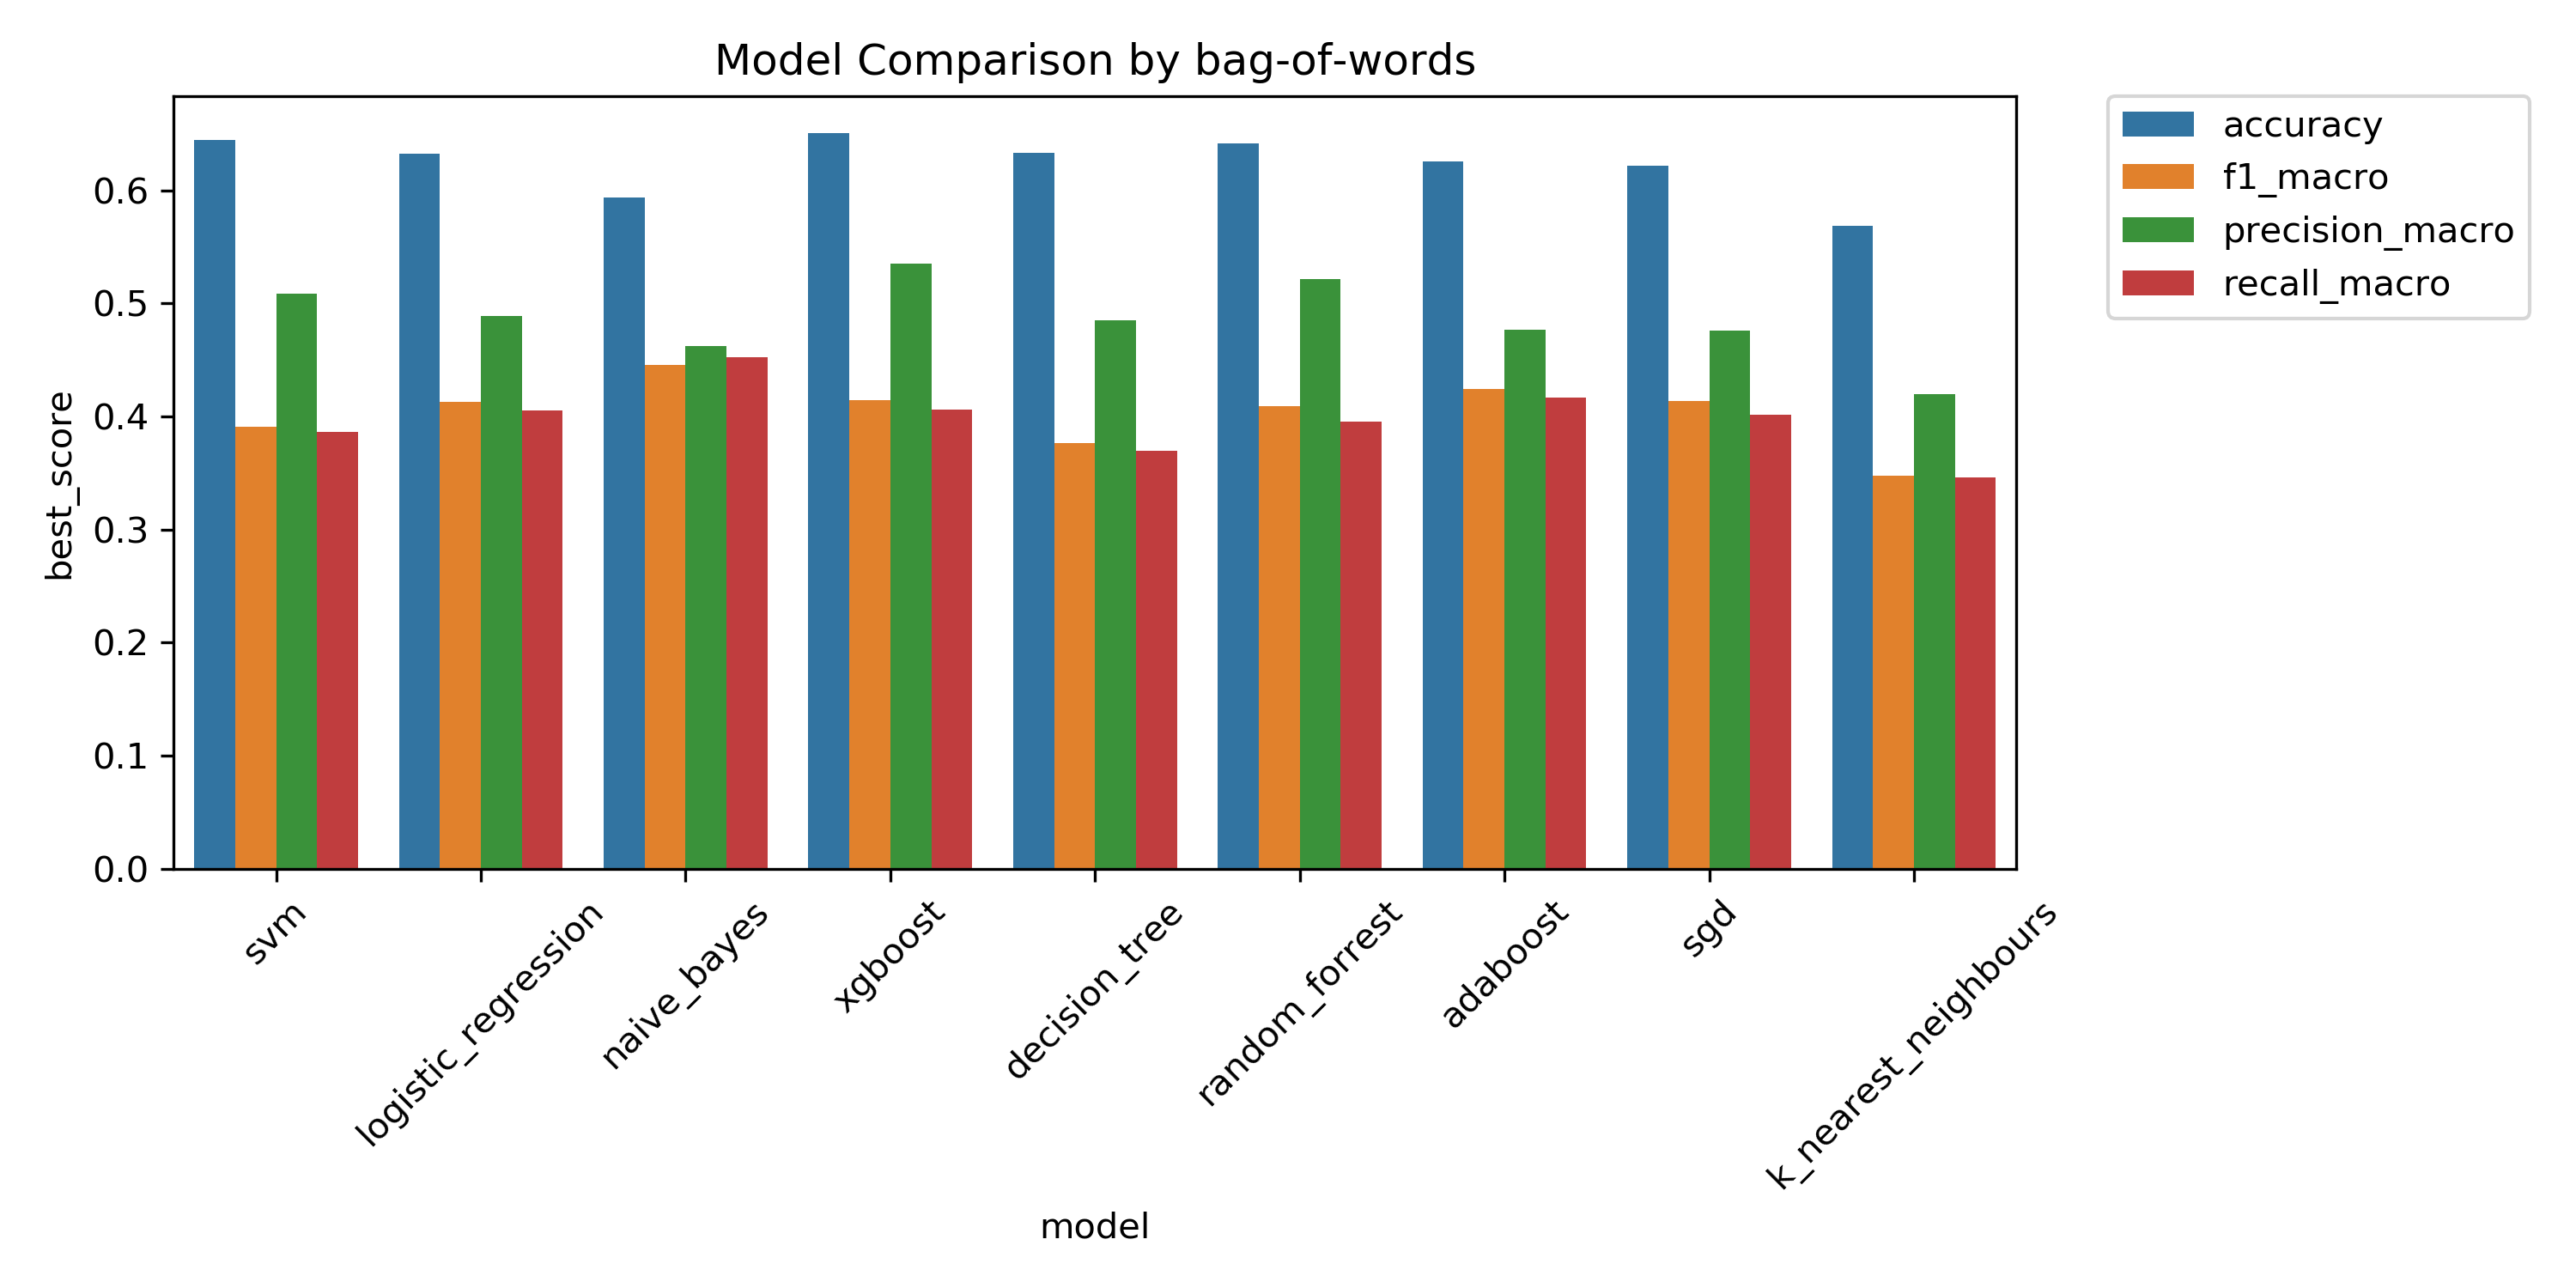 Model Comparison by bag-of-words
accuracy
f1_macro
precision_macro
recall_macro
best_score
0.6
0.5
0.4
0.3
0.2
0.1
0.0
svm
logistic_regression
naive_bayes
xgboost
decision_tree
random_forrest
adaboost
sgd
k_nearest_neighbours
model